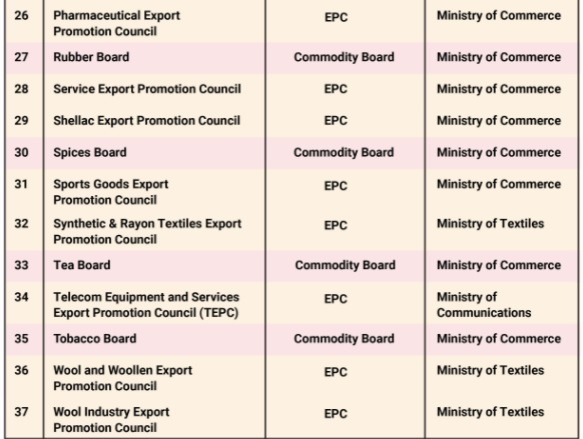 26 Pharmaceutical Export EPC Ministry of Commerce
Promotion Council
27 Rubber Board Commodity Board Ministry of Commerce
28 Service Export Promotion Council EPC Ministry of Commerce
29 Shellac Export Promotion Council EPC Ministry of Commerce
30 Spices Board Commodity Board Ministry of Commerce
31 Sports Goods Export EPC Ministry of Commerce
Promotion Council
32 Synthetic & Rayon Textiles Export EPC Ministry of Textiles
Promotion Council
33 Tea Board Commodity Board Ministry of Commerce
34 Telecom Equipment and Services EPC Ministry of
Export Promotion Council (TEPC) Communications
35 Tobacco Board Commodity Board Ministry of Commerce
36 Wool and Woollen Export EPC Ministry of Textiles
Promotion Council
37 Wool Industry Export EPC Ministry of Textiles
Promotion Council